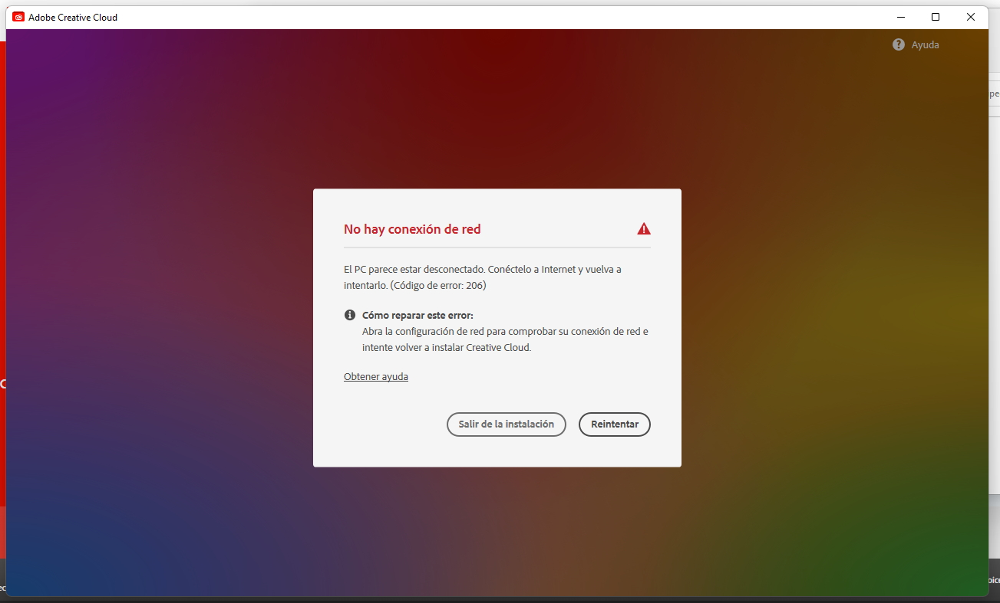 Adobe Creative Cloud
Ayuda
No hay conexión de red
El PC parece estar desconectado. Conéctelo a Internet y vuelva a
intentarlo. (Código de error: 206)
Cómo reparar este error:
Abra la configuración de red para comprobar su conexión de red e
intente volver a instalar Creative Cloud.
Obtener ayuda
Salir de la instalación
Reintentar